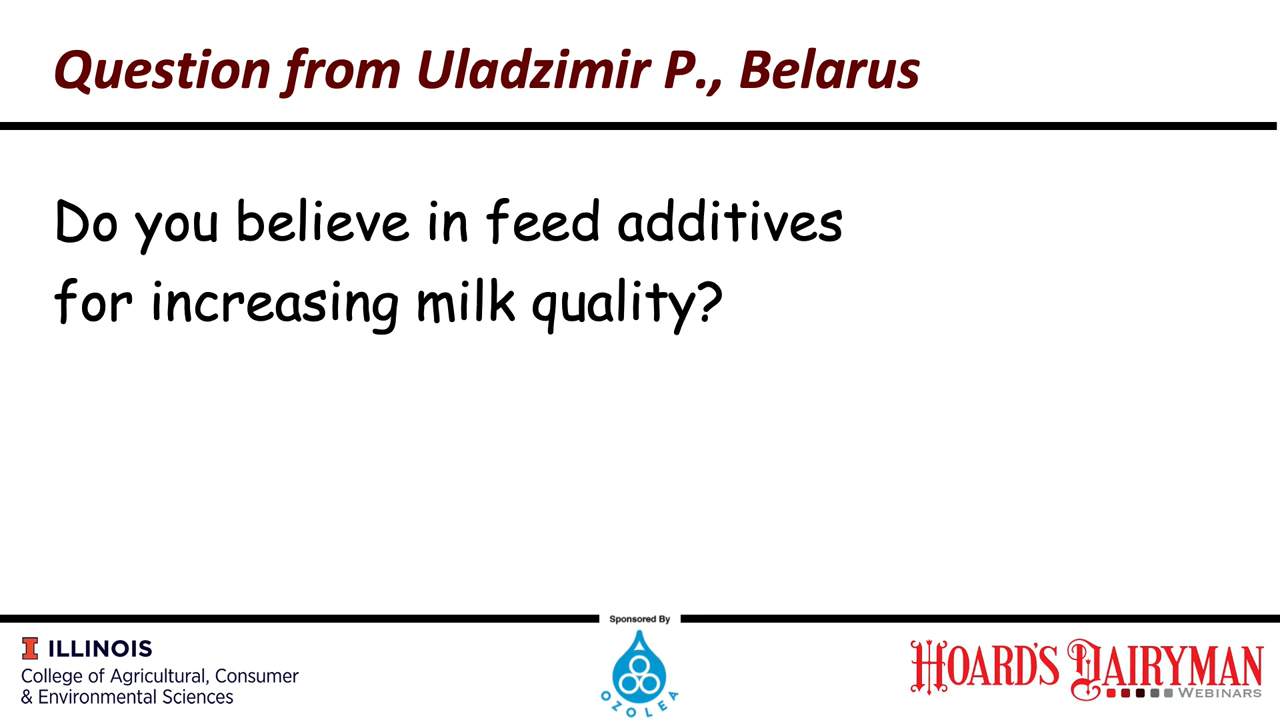 Question from Uladzimir P., Belarus
Do you believe in feed additives
for increasing milk quality?
Sponsored By
I ILLINOIS
College of Agricultural, Consumer
& Environmental Sciences
OZOLEA
HOARD'S DAIRYMAN
WEBINARS